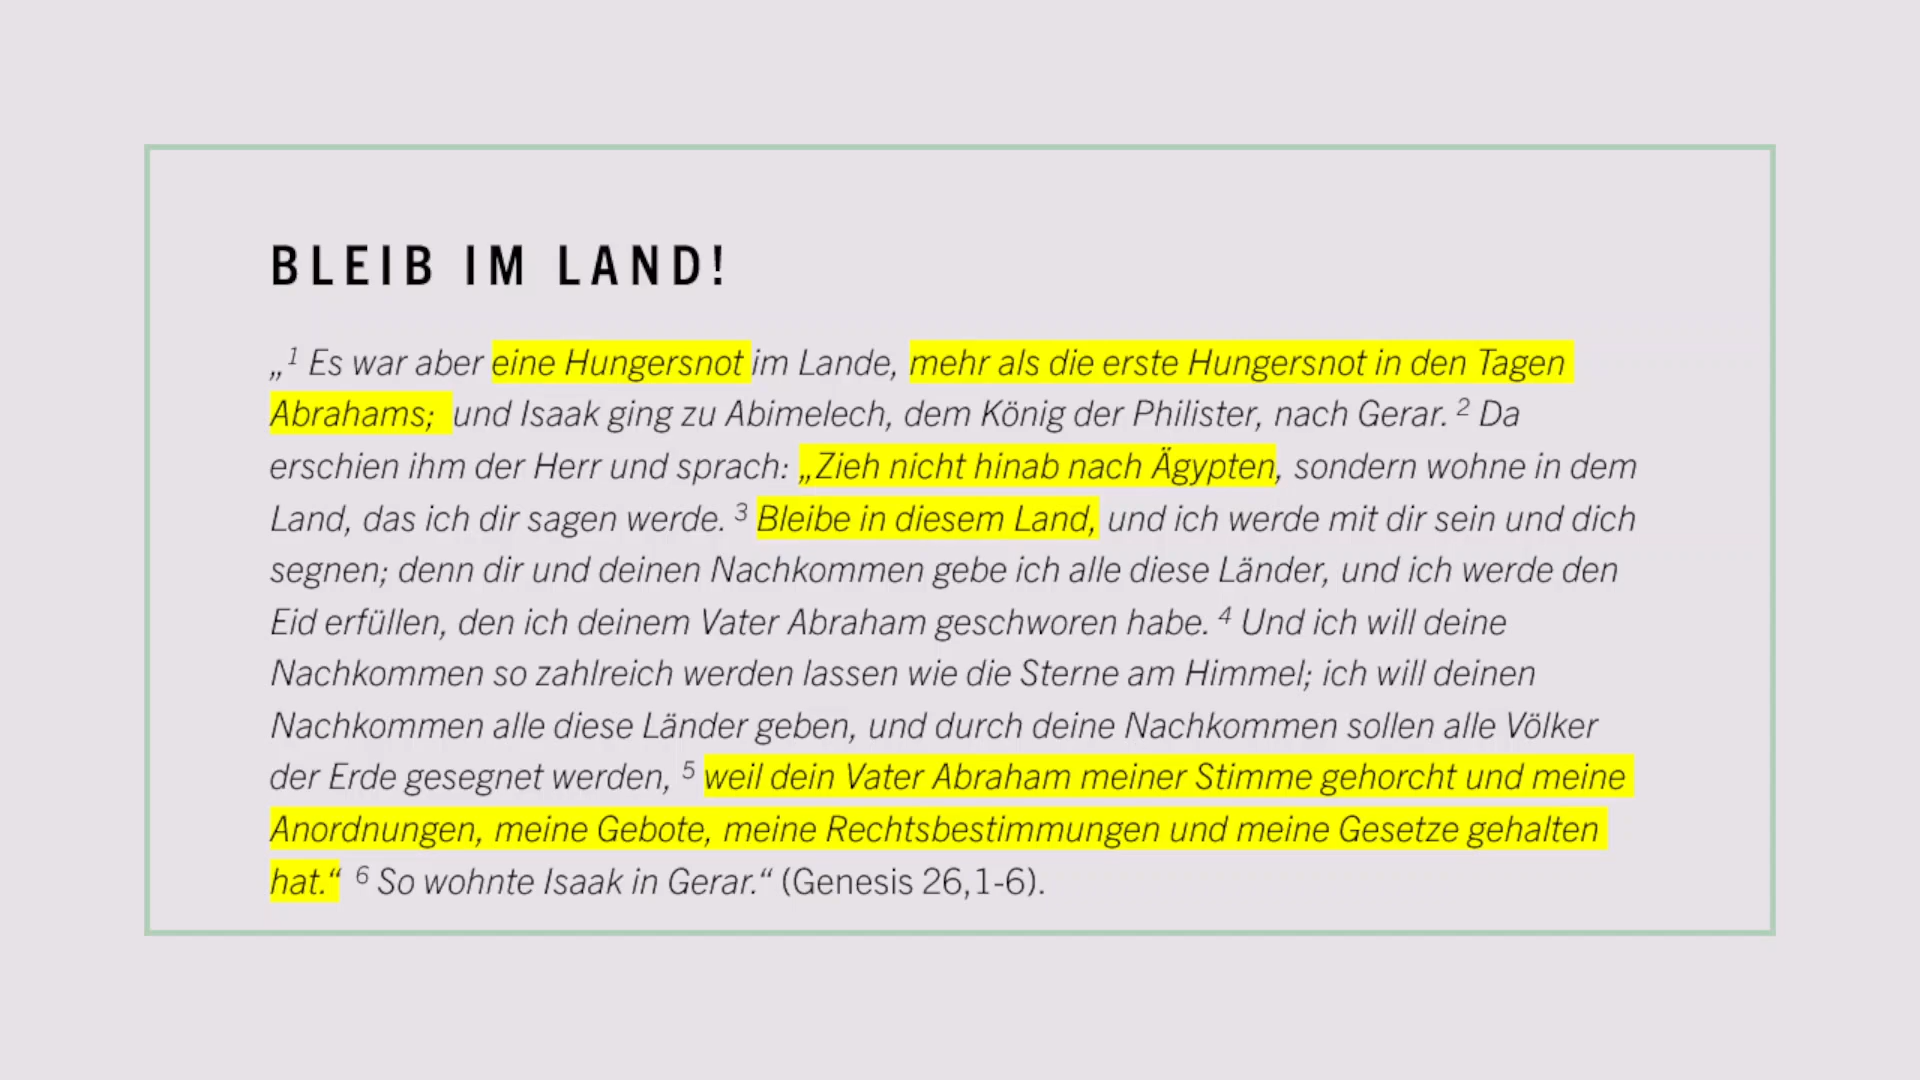 BLEIB IM LAND!
„¹ Es war aber eine Hungersnot im Lande, mehr als die erste Hungersnot in den Tagen
Abrahams; und Isaak ging zu Abimelech, dem König der Philister, nach Gerar. ² Da
erschien ihm der Herr und sprach: „Zieh nicht hinab nach Ägypten, sondern wohne in dem
Land, das ich dir sagen werde. ³ Bleibe in diesem Land, und ich werde mit dir sein und dich
segnen; denn dir und deinen Nachkommen gebe ich alle diese Länder, und ich werde den
Eid erfüllen, den ich deinem Vater Abraham geschworen habe. ⁴ Und ich will deine
Nachkommen so zahlreich werden lassen wie die Sterne am Himmel; ich will deinen
Nachkommen alle diese Länder geben, und durch deine Nachkommen sollen alle Völker
der Erde gesegnet werden, ⁵ weil dein Vater Abraham meiner Stimme gehorcht und meine
Anordnungen, meine Gebote, meine Rechtsbestimmungen und meine Gesetze gehalten
hat.“ ⁶ So wohnte Isaak in Gerar.“ (Genesis 26,1-6).